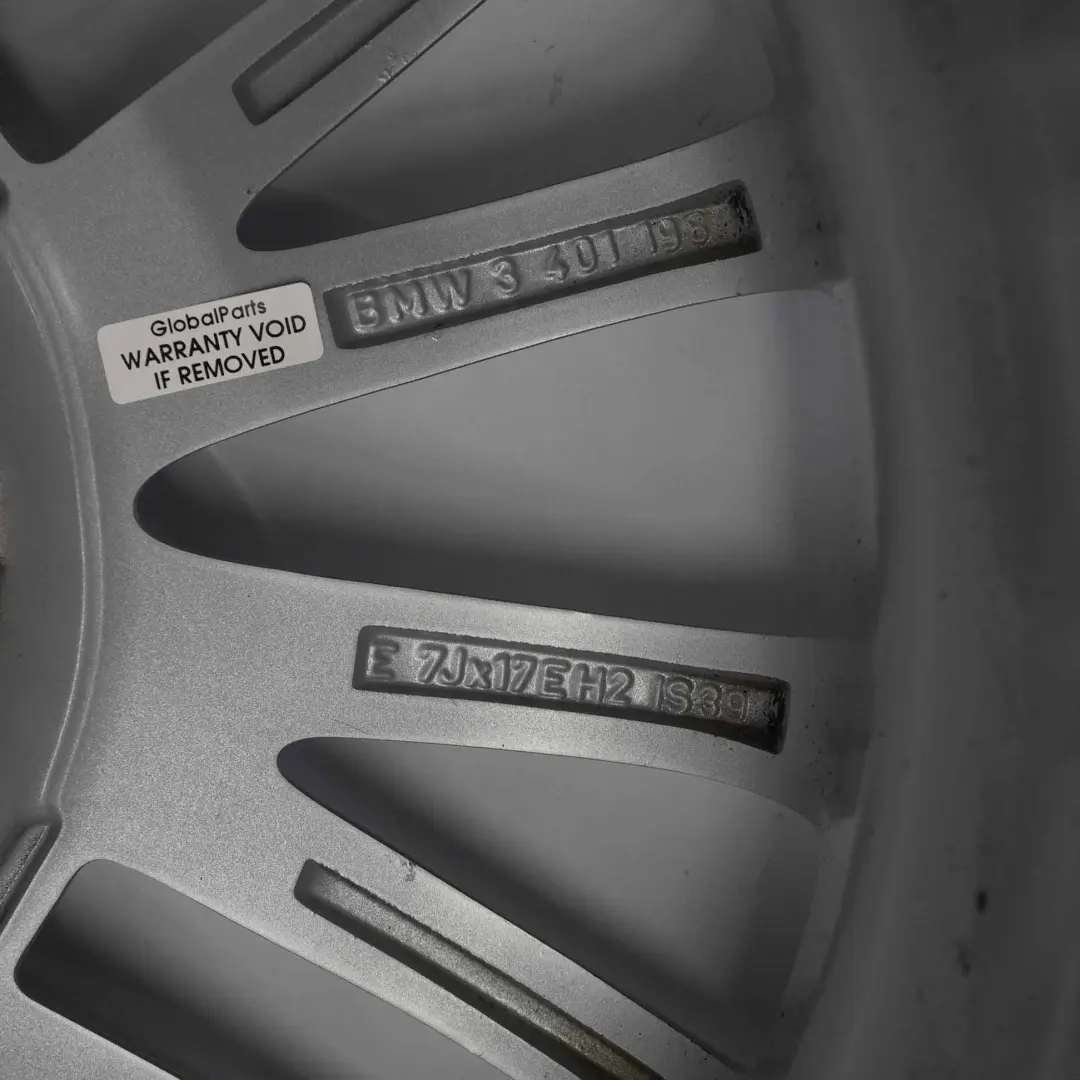 GlobalParts
WARRANTY VOID
IF REMOVED
BMW 3 401 198
E 7Jx17EH2 IS39